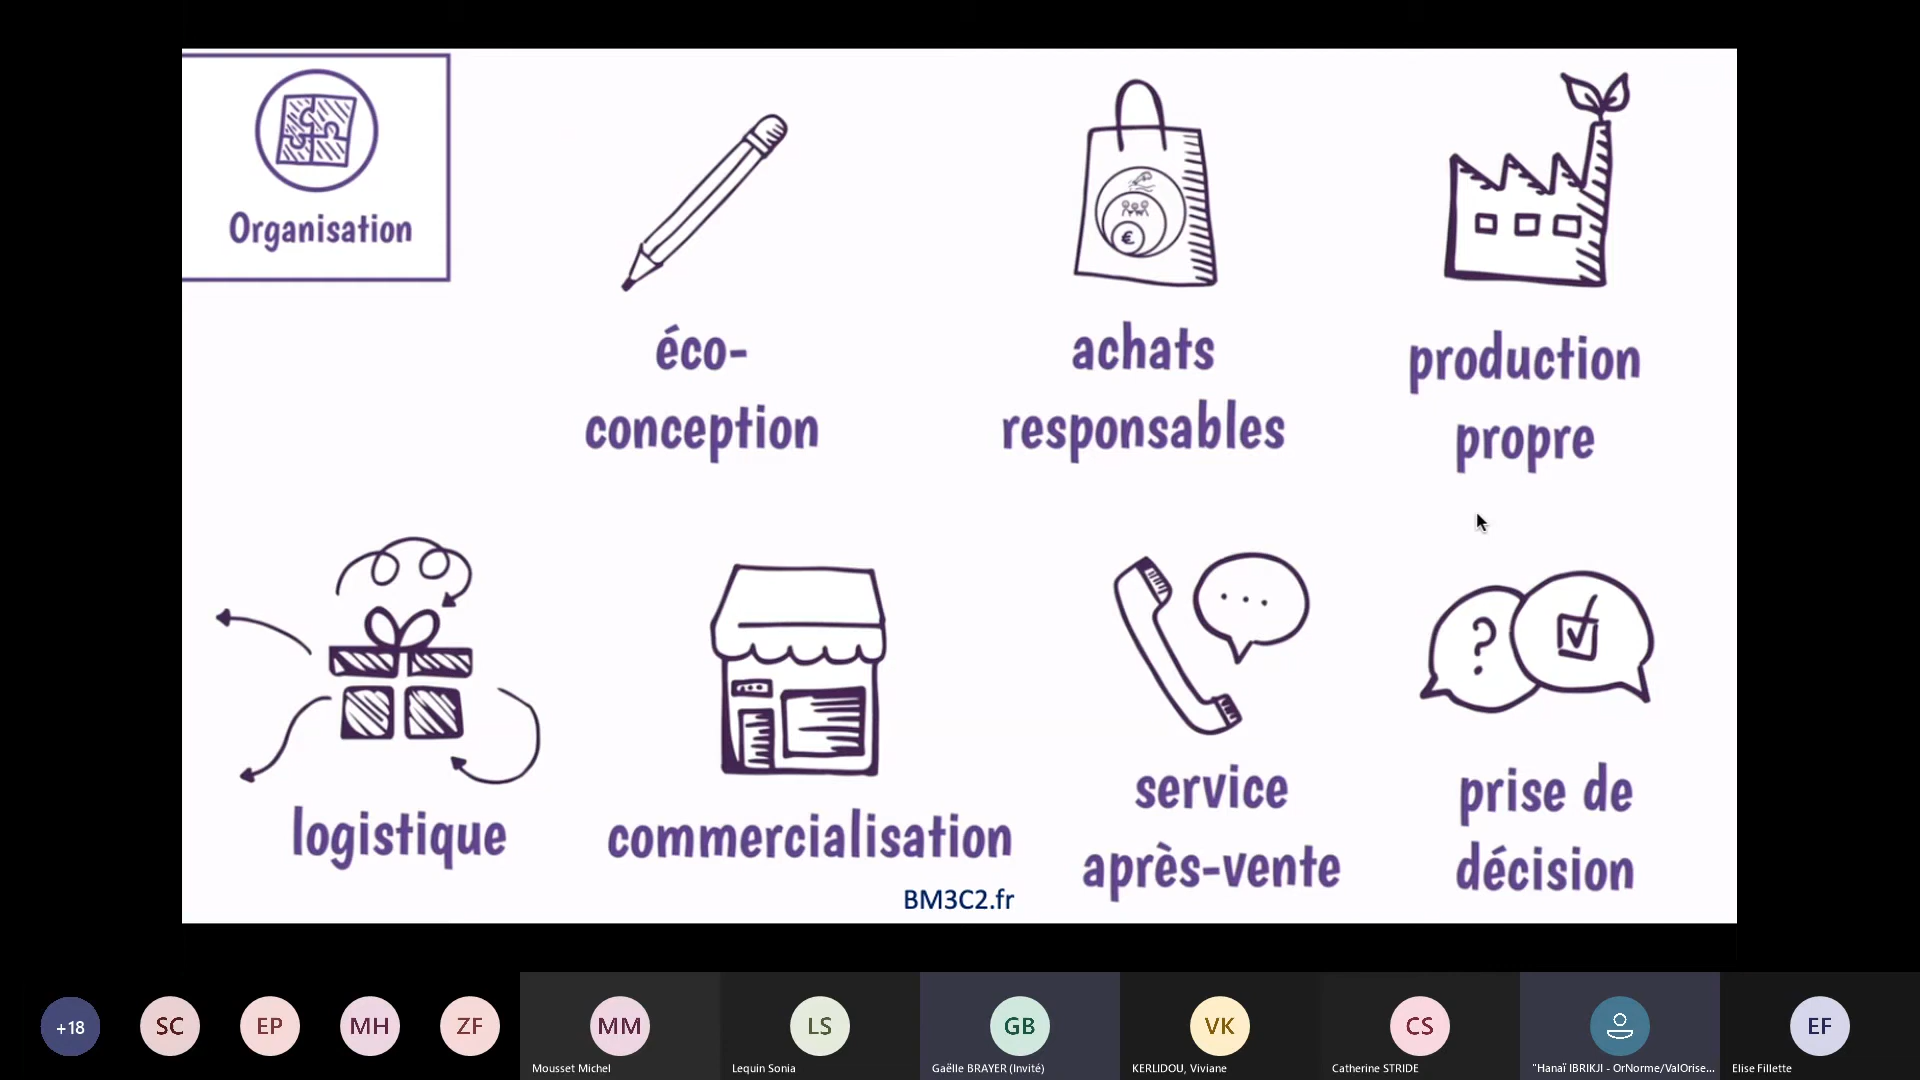 Organisation
éco-
conception
achats
responsables
€
production
propre
logistique
commercialisation
service
après-vente
?
prise de
décision
BM3C2.fr
+18
SC
EP
MH
ZF
MM
LS
GB
VK
CS
EF
Mousset Michel
Lequin Sonia
Gaëlle BRAYER (Invité)
KERLIDOU, Viviane
Catherine STRIDE
"Hanaï IBRIKJI - OrNorme/ValOrise...
Elise Fillette